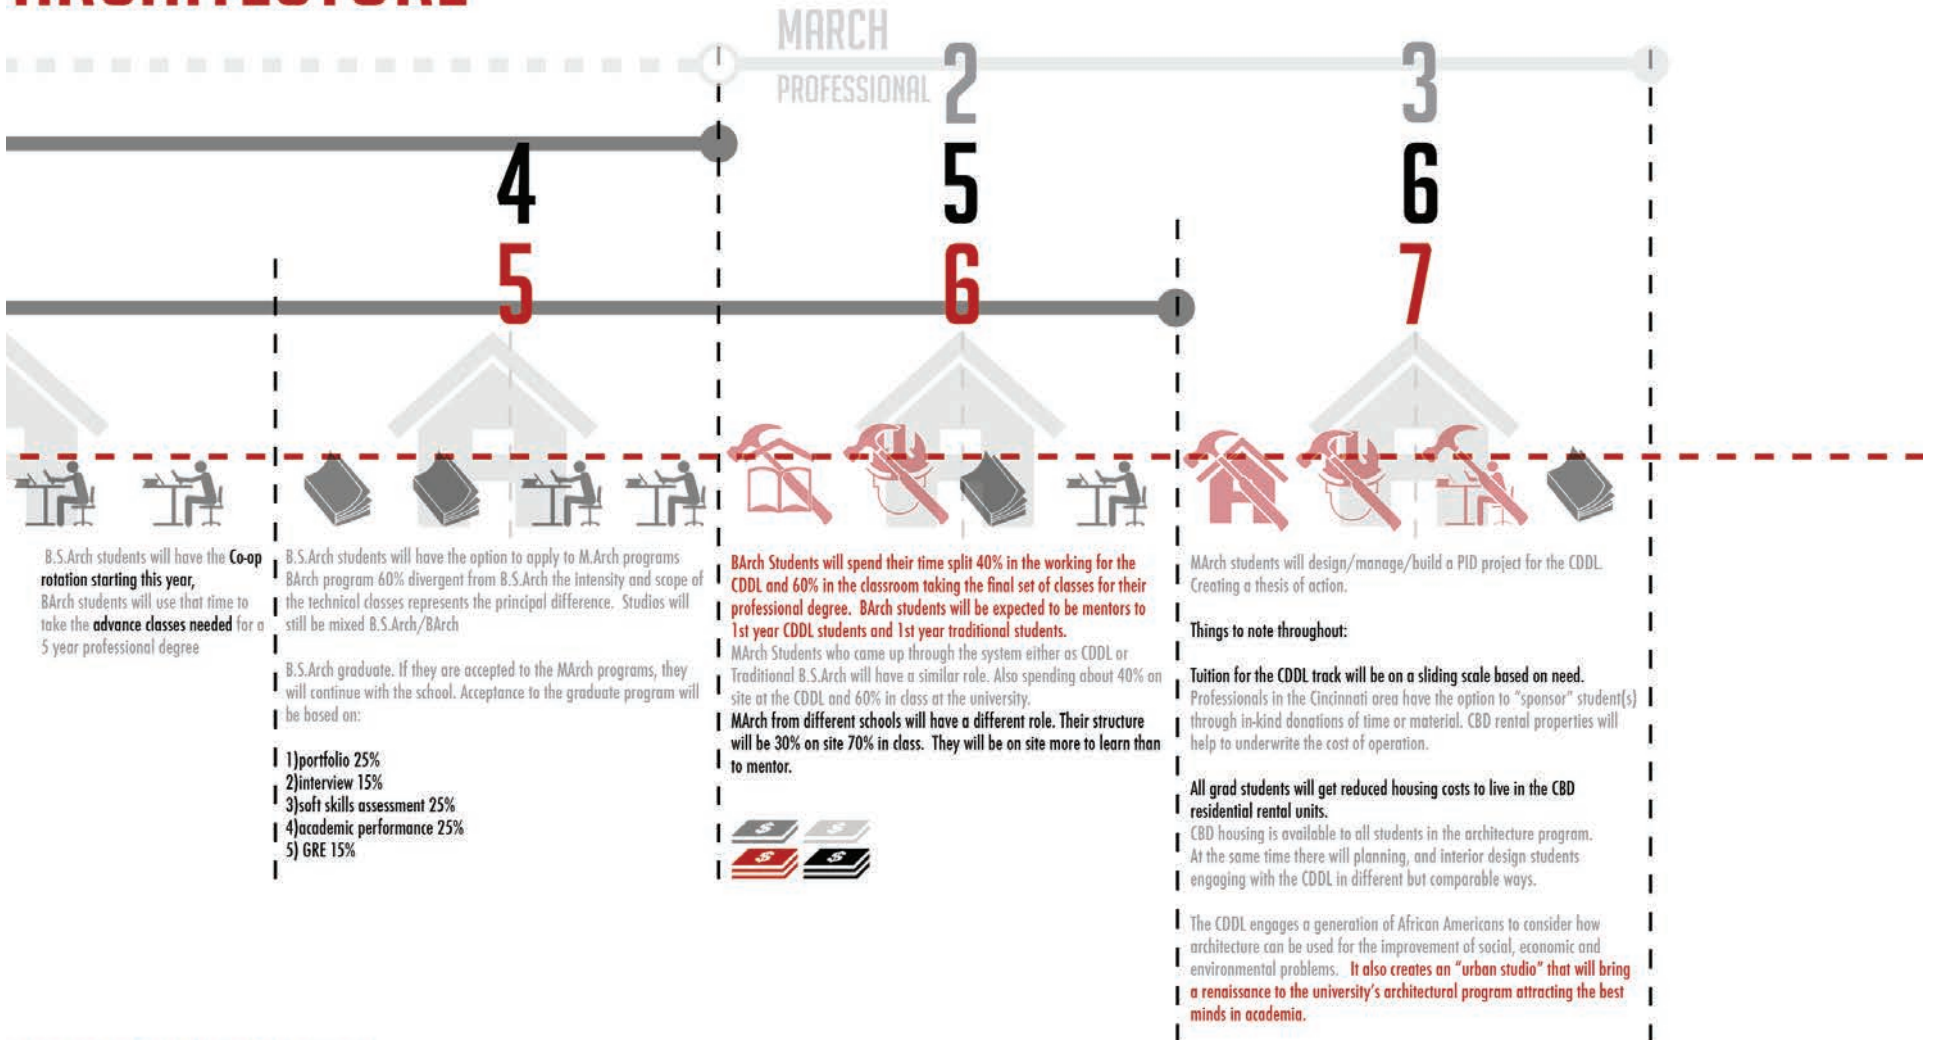 MARCH
PROFESSIONAL
2
3
4
5
6
5
6
7
B.S.Arch students will have the Co-op
rotation starting this year,
BArch students will use that time to
take the advance classes needed for a
5 year professional degree
B.S.Arch students will have the option to apply to M.Arch programs
BArch program 60% divergent from B.S.Arch the intensity and scope of
the technical classes represents the principal difference. Studios will
still be mixed B.S.Arch/BArch
B.S.Arch graduate. If they are accepted to the MArch programs, they
will continue with the school. Acceptance to the graduate program will
be based on:
1)portfolio 25%
2)interview 15%
3)soft skills assessment 25%
4)academic performance 25%
5) GRE 15%
BArch Students will spend their time split 40% in the working for the
CDDL and 60% in the classroom taking the final set of classes for their
professional degree. BArch students will be expected to be mentors to
1st year CDDL students and 1st year traditional students.
MArch Students who came up through the system either as CDDL or
Traditional B.S.Arch will have a similar role. Also spending about 40% on
site at the CDDL and 60% in class at the university.
MArch from different schools will have a different role. Their structure
will be 30% on site 70% in class. They will be on site more to learn than
to mentor.
$ $
$ $
MArch students will design/manage/build a PID project for the CDDL.
Creating a thesis of action.
Things to note throughout:
Tuition for the CDDL track will be on a sliding scale based on need.
Professionals in the Cincinnati area have the option to "sponsor" student(s)
through in-kind donations of time or material. CBD rental properties will
help to underwrite the cost of operation.
All grad students will get reduced housing costs to live in the CBD
residential rental units.
CBD housing is available to all students in the architecture program.
At the same time there will planning, and interior design students
engaging with the CDDL in different but comparable ways.
The CDDL engages a generation of African Americans to consider how
architecture can be used for the improvement of social, economic and
environmental problems. It also creates an "urban studio" that will bring
a renaissance to the university's architectural program attracting the best
minds in academia.